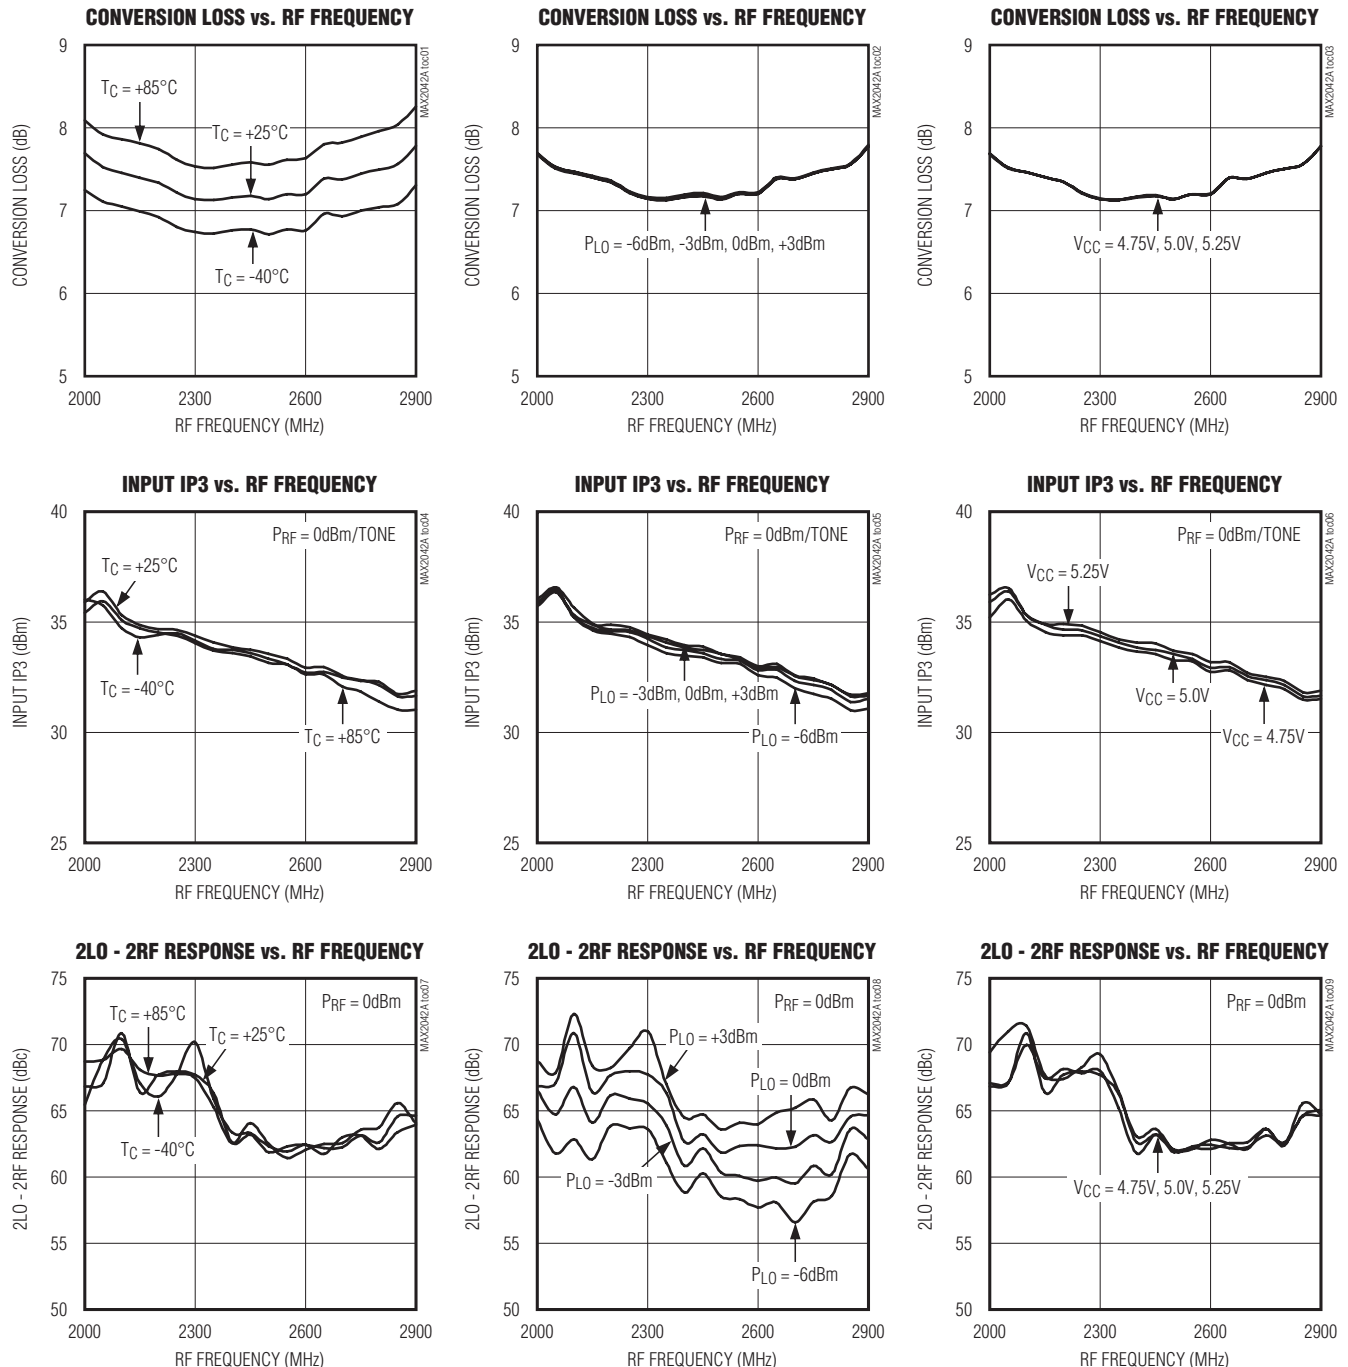 CONVERSION LOSS vs. RF FREQUENCY
9
8
7
6
5
CONVERSION LOSS (dB)
TC = +85°C
TC = +25°C
TC = -40°C
MAX2042A toc01
2000 2300 2600 2900
RF FREQUENCY (MHz)
CONVERSION LOSS vs. RF FREQUENCY
9
8
7
6
5
CONVERSION LOSS (dB)
PLO = -6dBm, -3dBm, 0dBm, +3dBm
MAX2042A toc02
2000 2300 2600 2900
RF FREQUENCY (MHz)
CONVERSION LOSS vs. RF FREQUENCY
9
8
7
6
5
CONVERSION LOSS (dB)
VCC = 4.75V, 5.0V, 5.25V
MAX2042A toc03
2000 2300 2600 2900
RF FREQUENCY (MHz)
INPUT IP3 vs. RF FREQUENCY
40
35
30
25
INPUT IP3 (dBm)
PRF = 0dBm/TONE
TC = +25°C
TC = -40°C
TC = +85°C
MAX2042A toc04
2000 2300 2600 2900
RF FREQUENCY (MHz)
INPUT IP3 vs. RF FREQUENCY
40
35
30
25
INPUT IP3 (dBm)
PRF = 0dBm/TONE
PLO = -3dBm, 0dBm, +3dBm
PLO = -6dBm
MAX2042A toc05
2000 2300 2600 2900
RF FREQUENCY (MHz)
INPUT IP3 vs. RF FREQUENCY
40
35
30
25
INPUT IP3 (dBm)
PRF = 0dBm/TONE
VCC = 5.25V
VCC = 5.0V
VCC = 4.75V
MAX2042A toc06
2000 2300 2600 2900
RF FREQUENCY (MHz)
2LO - 2RF RESPONSE vs. RF FREQUENCY
75
70
65
60
55
50
2LO - 2RF RESPONSE (dBc)
PRF = 0dBm
TC = +85°C
TC = +25°C
TC = -40°C
MAX2042A toc07
2000 2300 2600 2900
RF FREQUENCY (MHz)
2LO - 2RF RESPONSE vs. RF FREQUENCY
75
70
65
60
55
50
2LO - 2RF RESPONSE (dBc)
PRF = 0dBm
PLO = +3dBm
PLO = 0dBm
PLO = -3dBm
PLO = -6dBm
MAX2042A toc08
2000 2300 2600 2900
RF FREQUENCY (MHz)
2LO - 2RF RESPONSE vs. RF FREQUENCY
75
70
65
60
55
50
2LO - 2RF RESPONSE (dBc)
PRF = 0dBm
VCC = 4.75V, 5.0V, 5.25V
MAX2042A toc09
2000 2300 2600 2900
RF FREQUENCY (MHz)